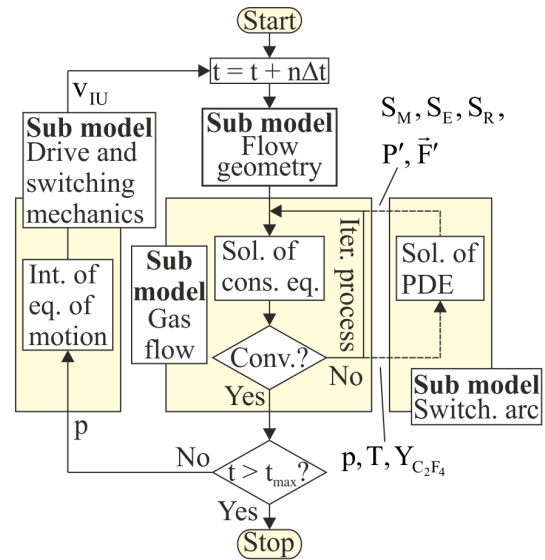 Start
t = t + nΔt
v_IU
Sub model
Drive and
switching
mechanics
Sub model
Flow
geometry
S_M, S_E, S_R,
P′, F⃗′
Int. of
eq. of
motion
Sub
model
Gas
flow
Sol. of
cons. eq.
Iter. process
Sol. of
PDE
Conv.?
No
Yes
Sub model
Switch. arc
p
p, T, Y_C₂F₄
No
t > t_max?
Yes
Stop